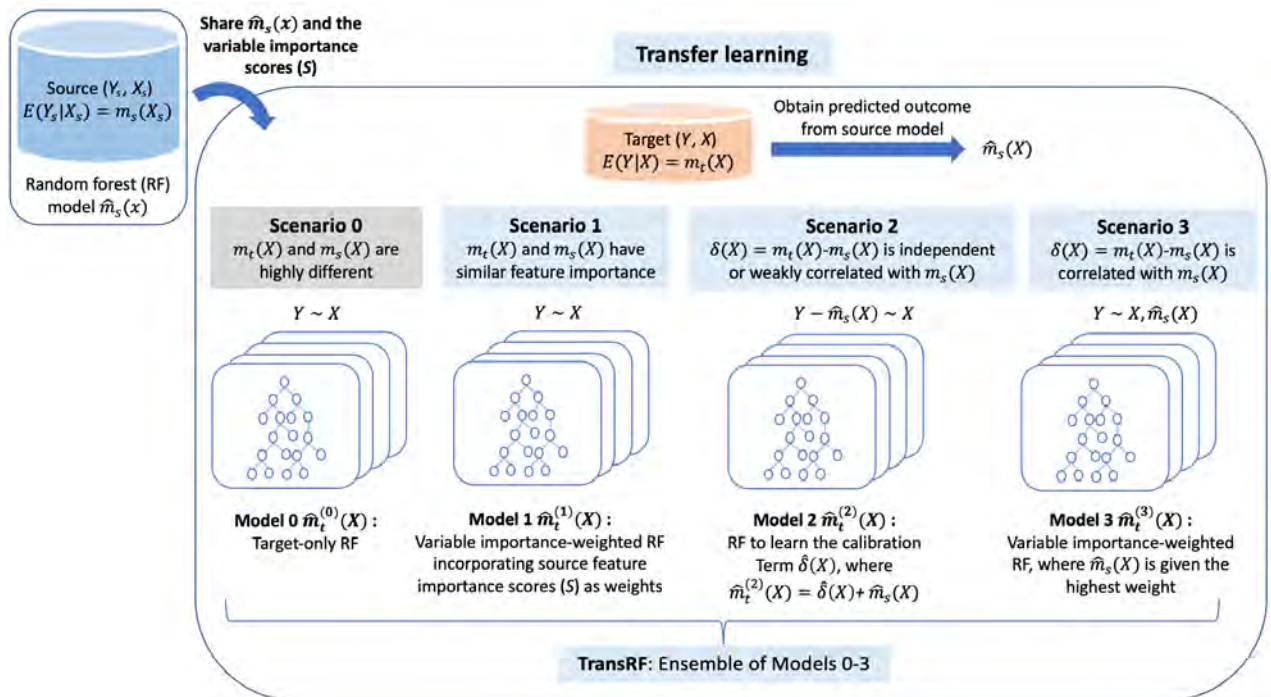 Share m̂ₛ(x) and the
variable importance
scores (S)
Source (Yₛ, Xₛ)
E(Yₛ|Xₛ) = mₛ(Xₛ)
Random forest (RF)
model m̂ₛ(x)
Transfer learning
Target (Y, X)
E(Y|X) = mₜ(X)
Obtain predicted outcome
from source model
m̂ₛ(X)
Scenario 0
mₜ(X) and mₛ(X) are
highly different
Y ~ X
Model 0 m̂ₜ⁽⁰⁾(X) :
Target-only RF
Scenario 1
mₜ(X) and mₛ(X) have
similar feature importance
Y ~ X
Model 1 m̂ₜ⁽¹⁾(X) :
Variable importance-weighted RF
incorporating source feature
importance scores (S) as weights
Scenario 2
δ(X) = mₜ(X)-mₛ(X) is independent
or weakly correlated with mₛ(X)
Y − m̂ₛ(X) ~ X
Model 2 m̂ₜ⁽²⁾(X) :
RF to learn the calibration
Term δ̂(X), where
m̂ₜ⁽²⁾(X) = δ̂(X)+ m̂ₛ(X)
Scenario 3
δ(X) = mₜ(X)-mₛ(X) is
correlated with mₛ(X)
Y ~ X, m̂ₛ(X)
Model 3 m̂ₜ⁽³⁾(X) :
Variable importance-weighted
RF, where m̂ₛ(X) is given the
highest weight
TransRF: Ensemble of Models 0-3